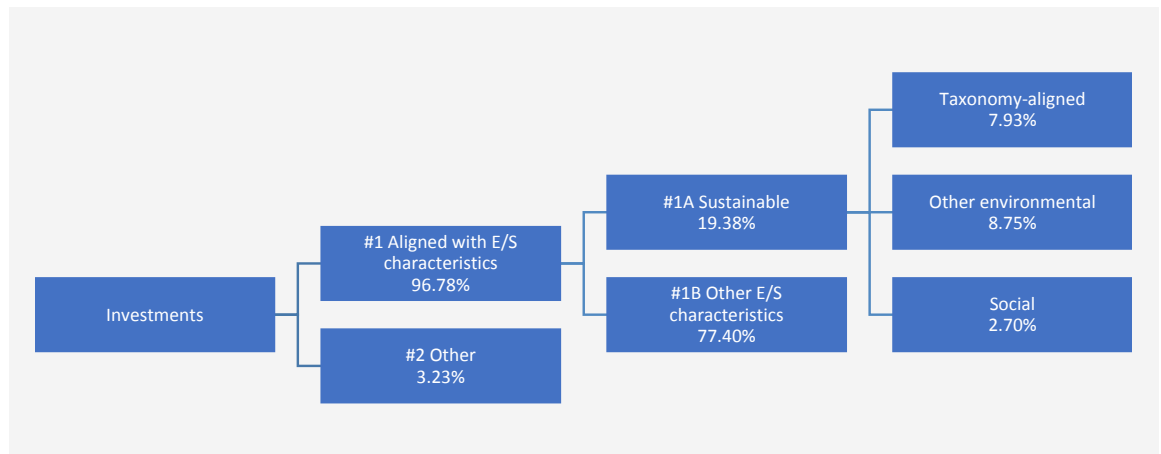 Investments
#1 Aligned with E/S
characteristics
96.78%
#2 Other
3.23%
#1A Sustainable
19.38%
#1B Other E/S
characteristics
77.40%
Taxonomy-aligned
7.93%
Other environmental
8.75%
Social
2.70%